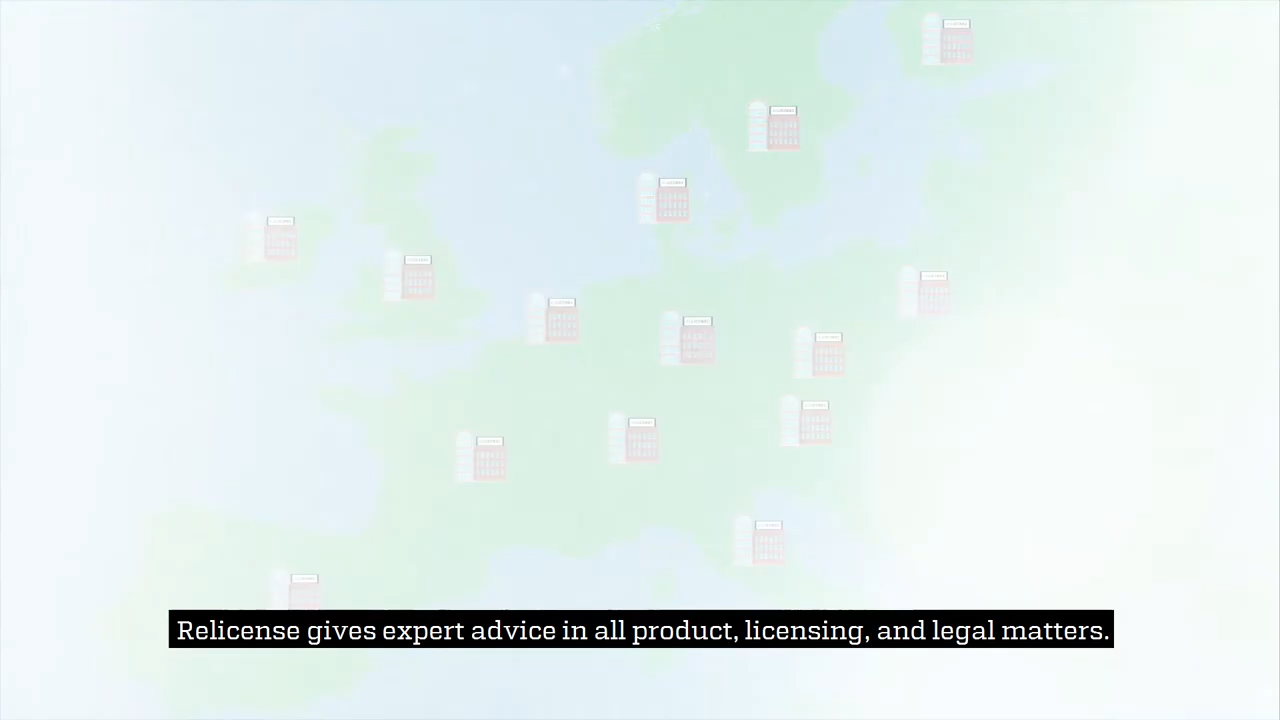 Relicense gives expert advice in all product, licensing, and legal matters.